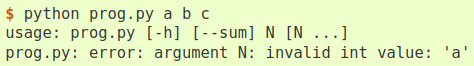 $ python prog.py a b c
usage: prog.py [-h] [--sum] N [N ...]
prog.py: error: argument N: invalid int value: 'a'